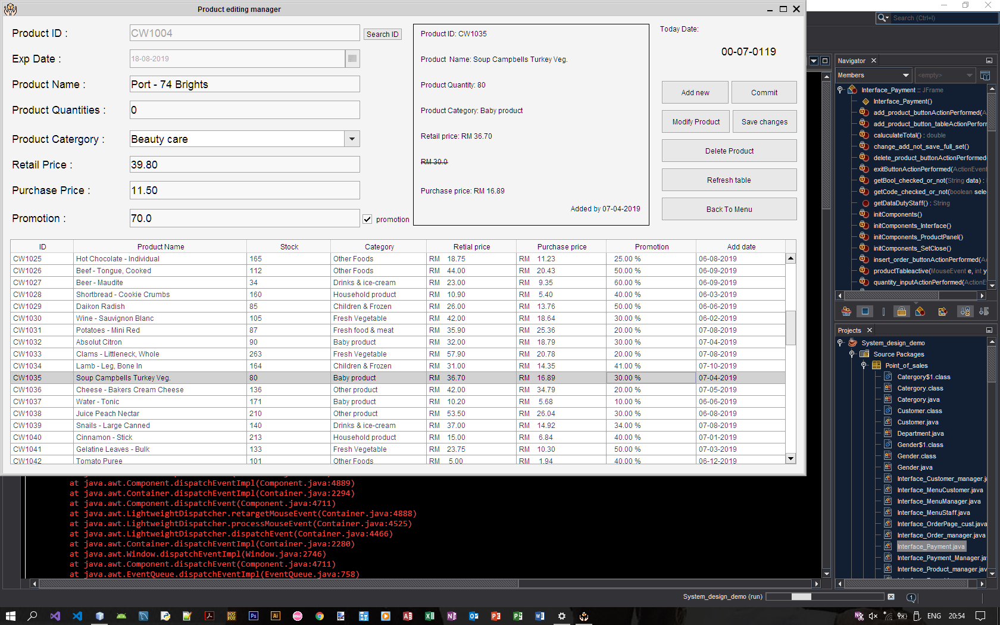 Product editing manager
Product ID :
CW1004
Search ID
Exp Date :
18-08-2019
Product Name :
Port - 74 Brights
Product Quantities :
0
Product Catergory :
Beauty care
Retail Price :
39.80
Purchase Price :
11.50
Promotion :
70.0
promotion
Product ID: CW1035
Product Name: Soup Campbells Turkey Veg.
Product Quantity: 80
Product Category: Baby product
Retail price: RM 36.70
RM 30.0
Purchase price: RM 16.89
Added by 07-04-2019
Today Date:
00-07-0119
Add new
Commit
Modify Product
Save changes
Delete Product
Refresh table
Back To Menu
ID Product Name Stock Category Retial price Purchase price Promotion Add date
CW1025 Hot Chocolate - Individual 165 Other Foods RM 18.75 RM 11.23 25.00 % 06-08-2019
CW1026 Beef - Tongue, Cooked 112 Other Foods RM 44.00 RM 20.43 50.00 % 06-09-2019
CW1027 Beer - Maudite 34 Drinks & ice-cream RM 23.00 RM 9.35 60.00 % 06-09-2019
CW1028 Shortbread - Cookie Crumbs 160 Household product RM 10.90 RM 5.40 40.00 % 06-03-2019
CW1029 Daikon Radish 85 Children & Frozen RM 26.00 RM 13.76 50.00 % 06-06-2019
CW1030 Wine - Sauvignon Blanc 105 Fresh Vegetable RM 42.00 RM 18.64 30.00 % 06-02-2019
CW1031 Potatoes - Mini Red 87 Fresh food & meat RM 35.90 RM 25.36 20.00 % 07-08-2019
CW1032 Absolut Citron 90 Baby product RM 32.00 RM 18.79 30.00 % 07-04-2019
CW1033 Clams - Littleneck, Whole 263 Fresh Vegetable RM 57.90 RM 20.78 20.00 % 07-08-2019
CW1034 Lamb - Leg, Bone In 164 Children & Frozen RM 31.00 RM 14.35 41.00 % 07-10-2019
CW1035 Soup Campbells Turkey Veg. 80 Baby product RM 36.70 RM 16.89 30.00 % 07-04-2019
CW1036 Cheese - Bakers Cream Cheese 136 Other product RM 42.00 RM 34.79 20.00 % 07-05-2019
CW1037 Water - Tonic 171 Baby product RM 10.20 RM 5.68 10.00 % 06-06-2019
CW1038 Juice Peach Nectar 210 Other product RM 53.50 RM 26.04 30.00 % 06-08-2019
CW1039 Snails - Large Canned 140 Drinks & ice-cream RM 37.00 RM 14.92 34.00 % 07-08-2019
CW1040 Cinnamon - Stick 213 Household product RM 15.00 RM 6.84 40.00 % 07-01-2019
CW1041 Gelatine Leaves - Bulk 133 Fresh Vegetable RM 23.75 RM 10.30 50.00 % 07-03-2019
CW1042 Tomato Puree 101 Other Foods RM 5.00 RM 1.94 40.00 % 06-12-2019
at java.awt.Component.dispatchEventImpl(Component.java:4889)
at java.awt.Container.dispatchEventImpl(Container.java:2294)
at java.awt.Component.dispatchEvent(Component.java:4711)
at java.awt.LightweightDispatcher.retargetMouseEvent(Container.java:4888)
at java.awt.LightweightDispatcher.processMouseEvent(Container.java:4525)
at java.awt.LightweightDispatcher.dispatchEvent(Container.java:4466)
at java.awt.Container.dispatchEventImpl(Container.java:2280)
at java.awt.Window.dispatchEventImpl(Window.java:2746)
at java.awt.Component.dispatchEvent(Component.java:4711)
at java.awt.EventQueue.dispatchEventImpl(EventQueue.java:758)
Search (Ctrl+I)
Navigator
Members
<empty>
Interface_Payment :: JFrame
Interface_Payment()
add_product_buttonActionPerformed(A
add_product_button_tableActionPerfor
caluculateTotal() : double
change_add_not_save_full_set()
delete_product_buttonActionPerformed
exitButtonActionPerformed(ActionEvent
getBool_checked_or_not(String data) :
getCode_checked_or_not(boolean sele
getDataDutyStaff() : String
initComponents()
initComponents_Interface()
initComponents_ProductPanel()
initComponents_SetClose()
insert_order_buttonActionPerformed(A
productTableactive(MouseEvent e, int y
quantity_inputActionPerformed(ActionE
Projects
System_design_demo
Source Packages
Point_of_sales
Catergory$1.class
Catergory.class
Catergory.java
Customer.class
Customer.java
Department.java
Gender$1.class
Gender.class
Gender.java
Interface_Customer_manager.j
Interface_MenuCustomer.java
Interface_MenuManager.java
Interface_MenuStaff.java
Interface_OrderPage_cust.java
Interface_Order_manager.java
Interface_Payment.java
Interface_Payment_Manager.ja
Interface_Product_manager.java
System_design_demo (run)
1
ENG 20:54